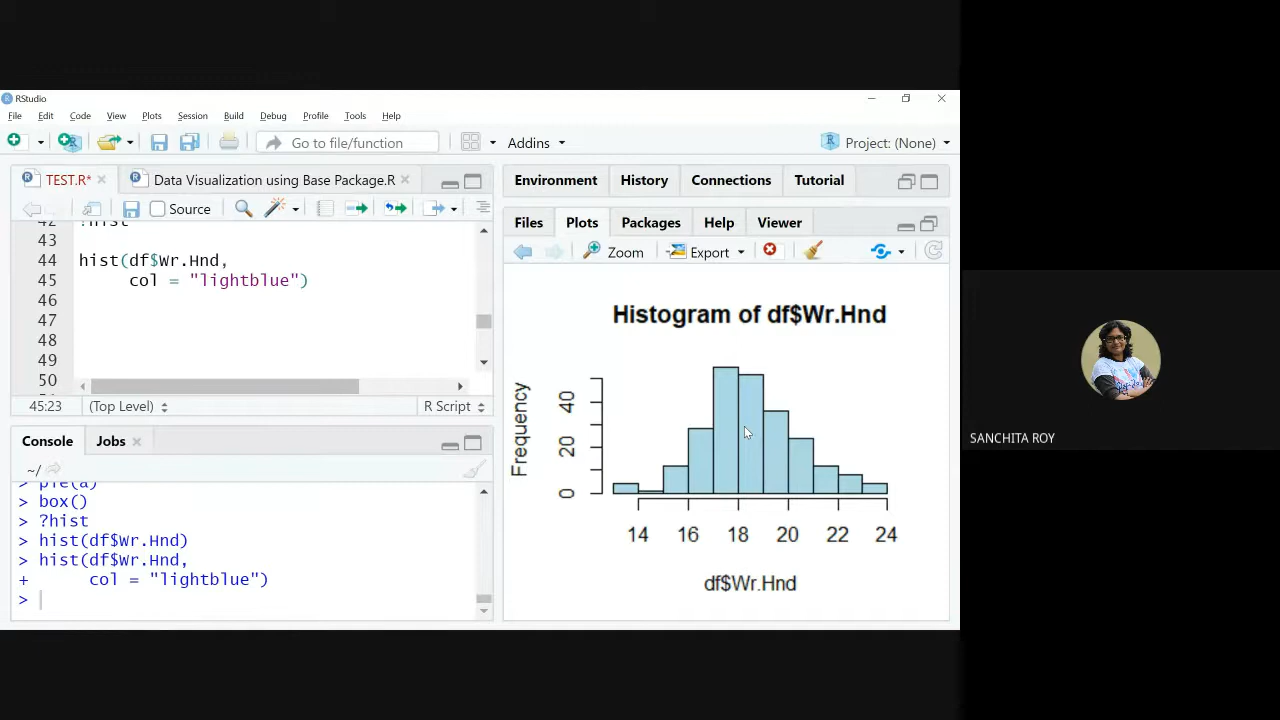 RStudio
File Edit Code View Plots Session Build Debug Profile Tools Help
Go to file/function Addins Project: (None)
TEST.R* Data Visualization using Base Package.R
Source
42 ?hist
43
44 hist(df$Wr.Hnd,
45 col = "lightblue")
46
47
48
49
50
45:23 (Top Level) R Script
Console Jobs
~/
> pie(a)
> box()
> ?hist
> hist(df$Wr.Hnd)
> hist(df$Wr.Hnd,
+ col = "lightblue")
>
Environment History Connections Tutorial
Files Plots Packages Help Viewer
Zoom Export
Histogram of df$Wr.Hnd
Frequency
0 20 40
14 16 18 20 22 24
df$Wr.Hnd
SANCHITA ROY